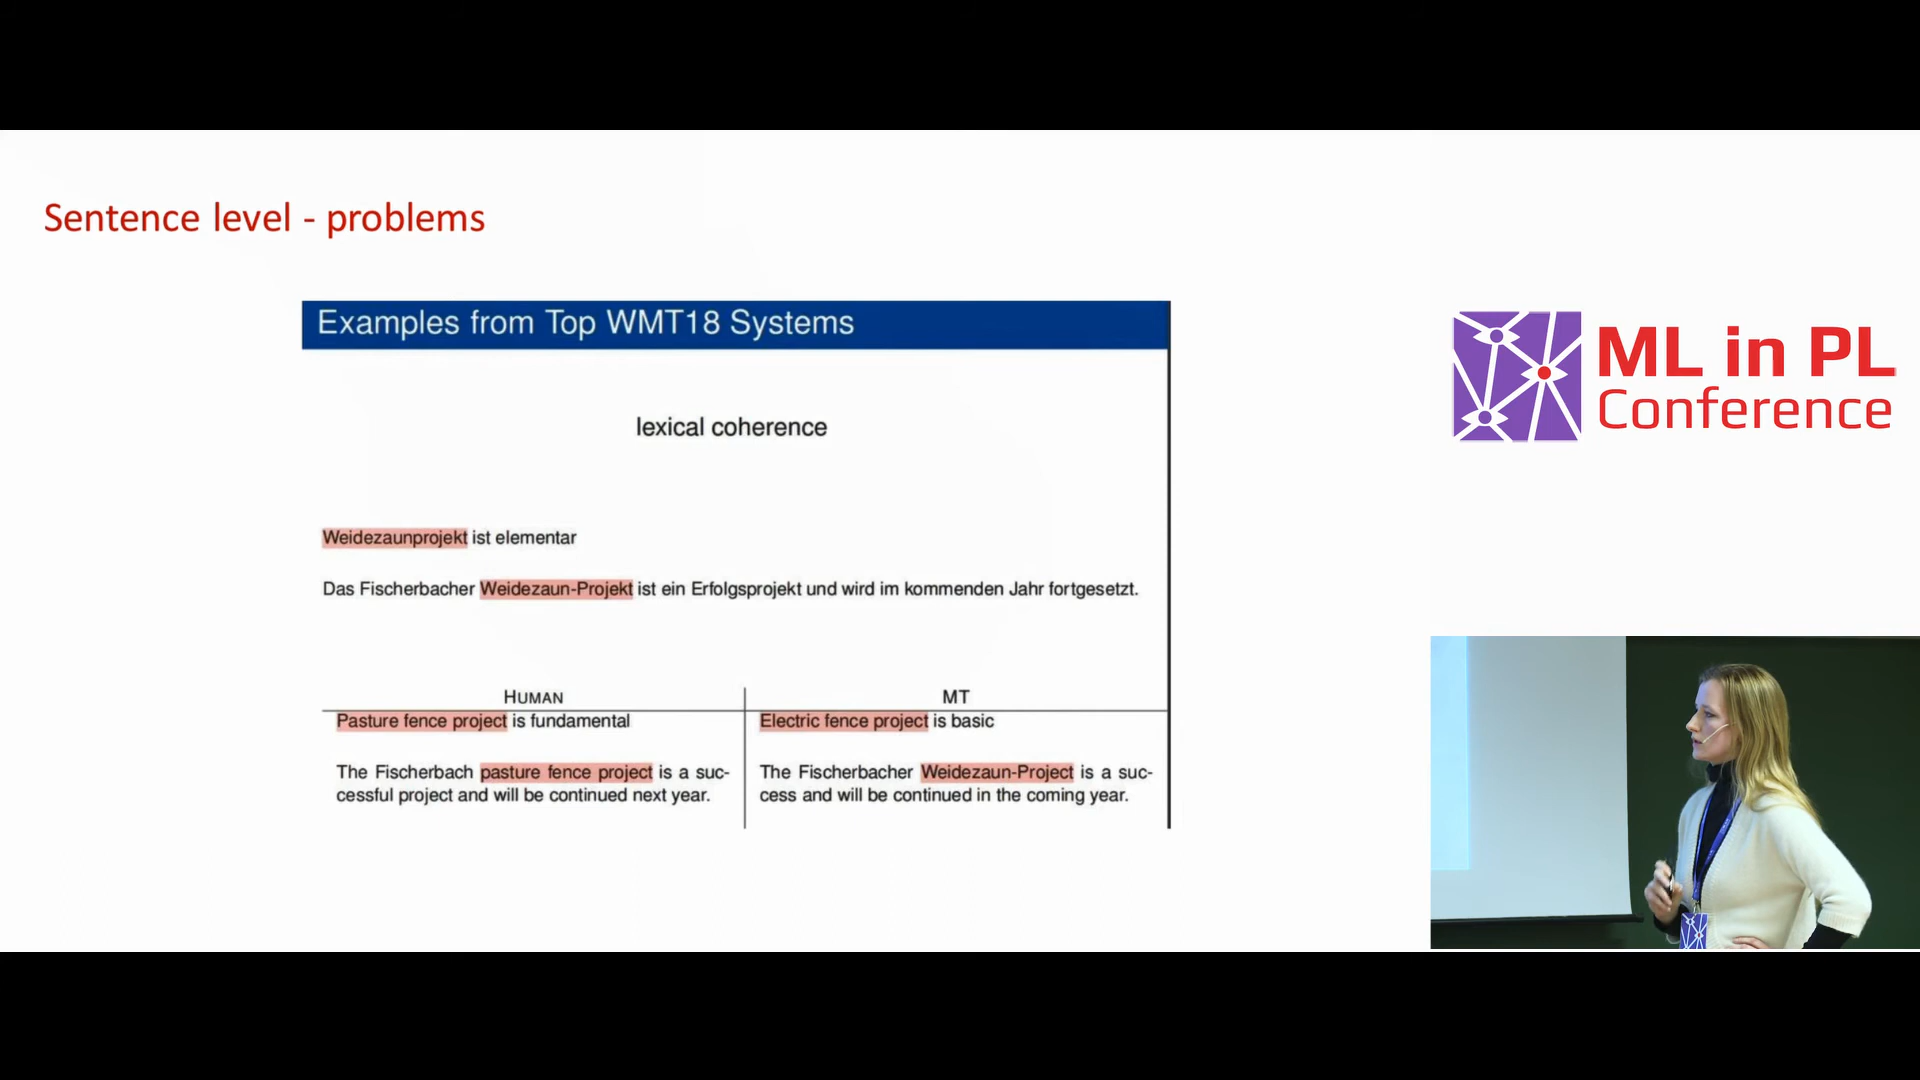 Sentence level - problems
Examples from Top WMT18 Systems
lexical coherence
Weidezaunprojekt ist elementar
Das Fischerbacher Weidezaun-Projekt ist ein Erfolgsprojekt und wird im kommenden Jahr fortgesetzt.
HUMAN
Pasture fence project is fundamental
The Fischerbach pasture fence project is a suc-
cessful project and will be continued next year.
MT
Electric fence project is basic
The Fischerbacher Weidezaun-Project is a suc-
cess and will be continued in the coming year.
ML in PL
Conference